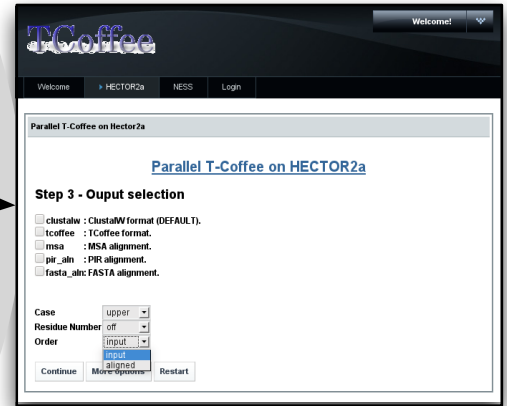 Welcome!
TCoffee
Welcome HECTOR2a NESS Login
Parallel T-Coffee on Hector2a
Parallel T-Coffee on HECTOR2a
Step 3 - Ouput selection
clustalw : ClustalW format (DEFAULT).
tcoffee : TCoffee format.
msa : MSA alignment.
pir_aln : PIR alignment.
fasta_aln: FASTA alignment.
Case upper
Residue Number off
Order input
input
aligned
Continue More options Restart